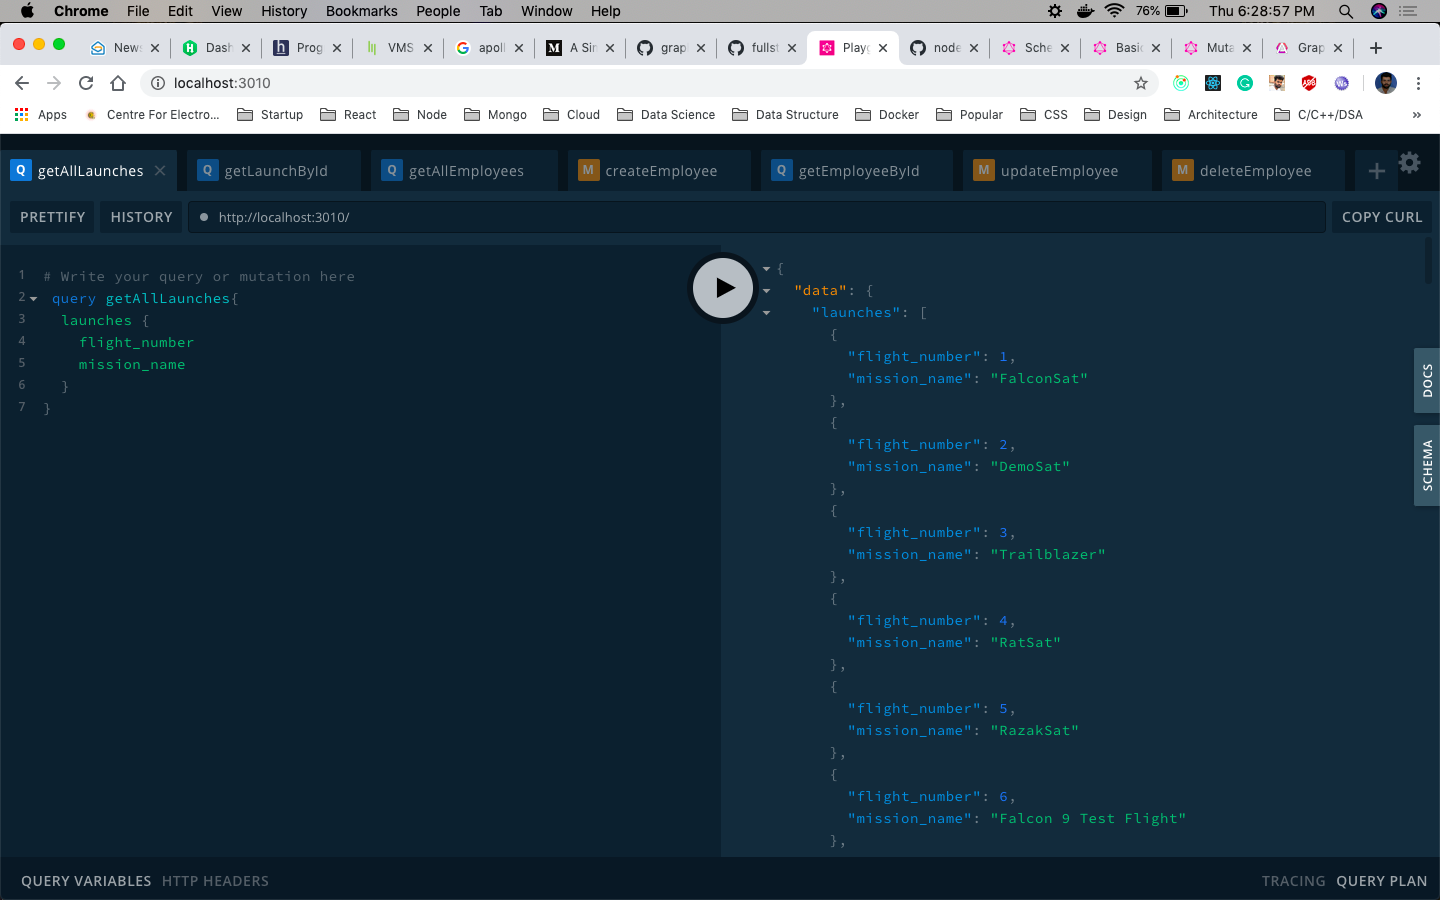 Chrome File Edit View History Bookmarks People Tab Window Help 76% Thu 6:28:57 PM
News Dash Prog VMS apoll A Sin grap fullst Playg node Sche Basic Muta Grap
localhost:3010
Apps Centre For Electro... Startup React Node Mongo Cloud Data Science Data Structure Docker Popular CSS Design Architecture C/C++/DSA »
Q getAllLaunches Q getLaunchById Q getAllEmployees M createEmployee Q getEmployeeById M updateEmployee M deleteEmployee
PRETTIFY HISTORY http://localhost:3010/ COPY CURL
1 # Write your query or mutation here
2 query getAllLaunches{
3 launches {
4 flight_number
5 mission_name
6 }
7 }
{
"data": {
"launches": [
{
"flight_number": 1,
"mission_name": "FalconSat"
},
{
"flight_number": 2,
"mission_name": "DemoSat"
},
{
"flight_number": 3,
"mission_name": "Trailblazer"
},
{
"flight_number": 4,
"mission_name": "RatSat"
},
{
"flight_number": 5,
"mission_name": "RazakSat"
},
{
"flight_number": 6,
"mission_name": "Falcon 9 Test Flight"
},
DOCS
SCHEMA
QUERY VARIABLES HTTP HEADERS TRACING QUERY PLAN